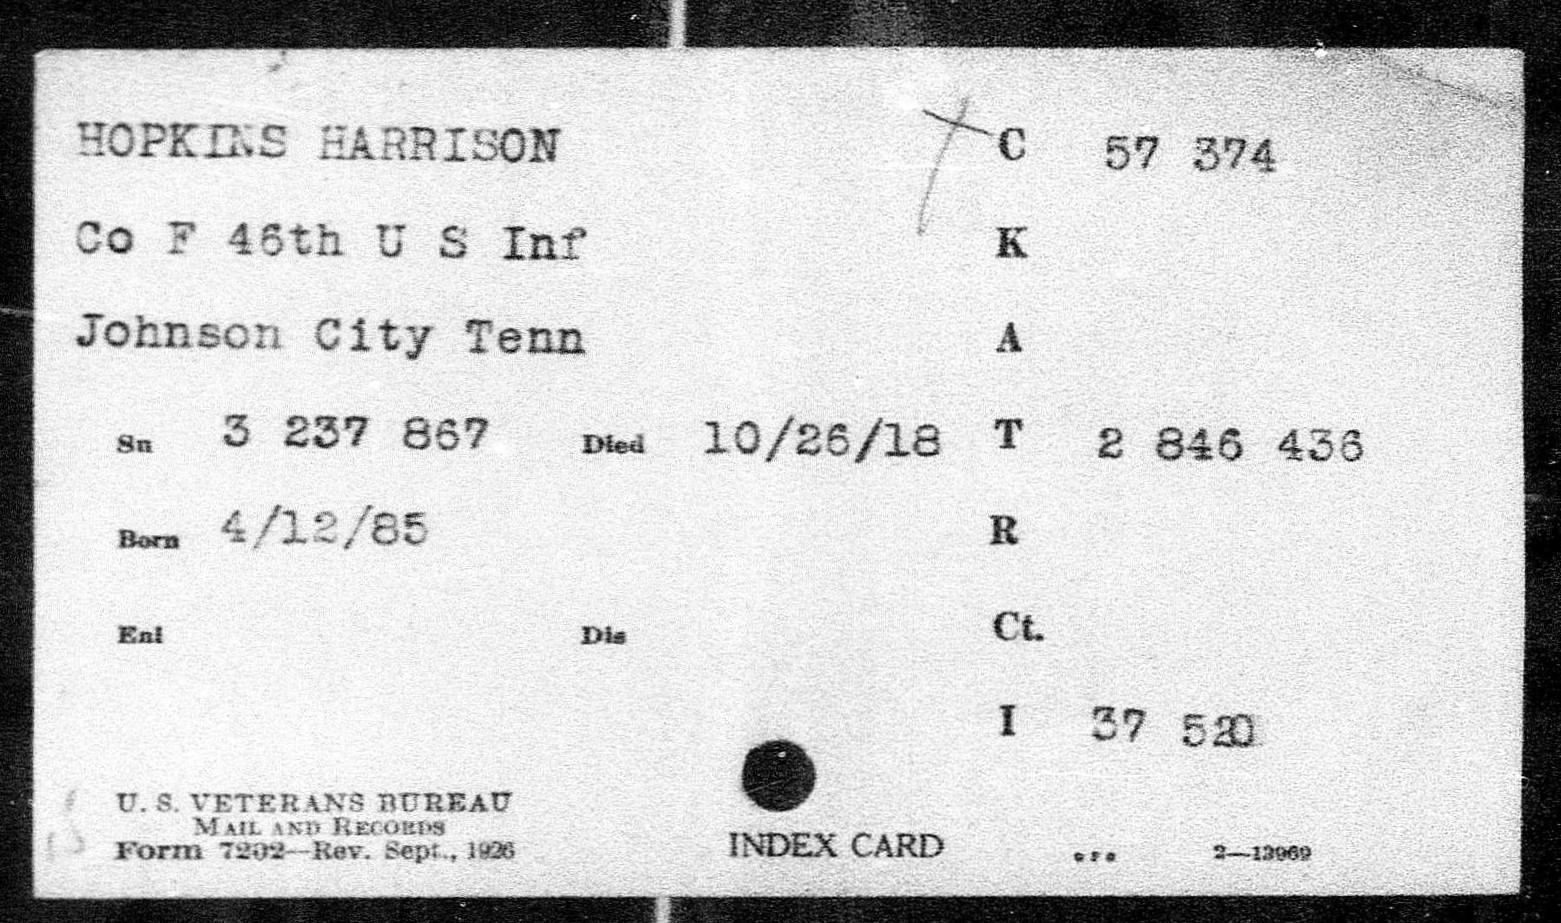 HOPKINS HARRISON
C 57 374
Co F 46th U S Inf
K
Johnson City Tenn
A
Sn 3 237 867 Died 10/26/18 T 2 846 436
Born 4/12/85
R
Enl Dis Ct.
I 37 520
U. S. VETERANS BUREAU
MAIL AND RECORDS
Form 7202—Rev. Sept., 1926
INDEX CARD
2—13969